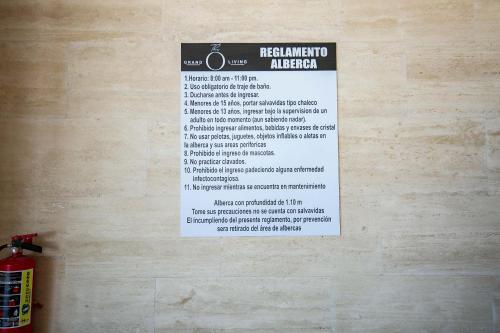 The
GRAND LIVING
REGLAMENTO
ALBERCA
1.Horario: 8:00 am - 11:00 pm.
2. Uso obligatorio de traje de baño.
3. Ducharse antes de ingresar.
4. Menores de 15 años, portar salvavidas tipo chaleco
5. Menores de 13 años, ingresar bajo la supervision de un
adulto en todo momento (aun sabiendo nadar).
6. Prohibido ingresar alimentos, babidas y envases de cristal
7. No usar pelotas, juguetes, objetos inflables o aletas en
la alberca y sus areas perifericas
8. Prohibido el ingreso de mascotas.
9. No practicar clavados.
10. Prohibido el ingreso padeciendo alguna enfermedad
infectocontagiosa.
11. No ingresar mientras se encuentra en mantenimiento
Alberca con profundidad de 1.10 m
Tome sus precauciones no se cuenta con salvavidas
El incumpliendo del presente reglamento, por prevención
sera retirado del área de albercas